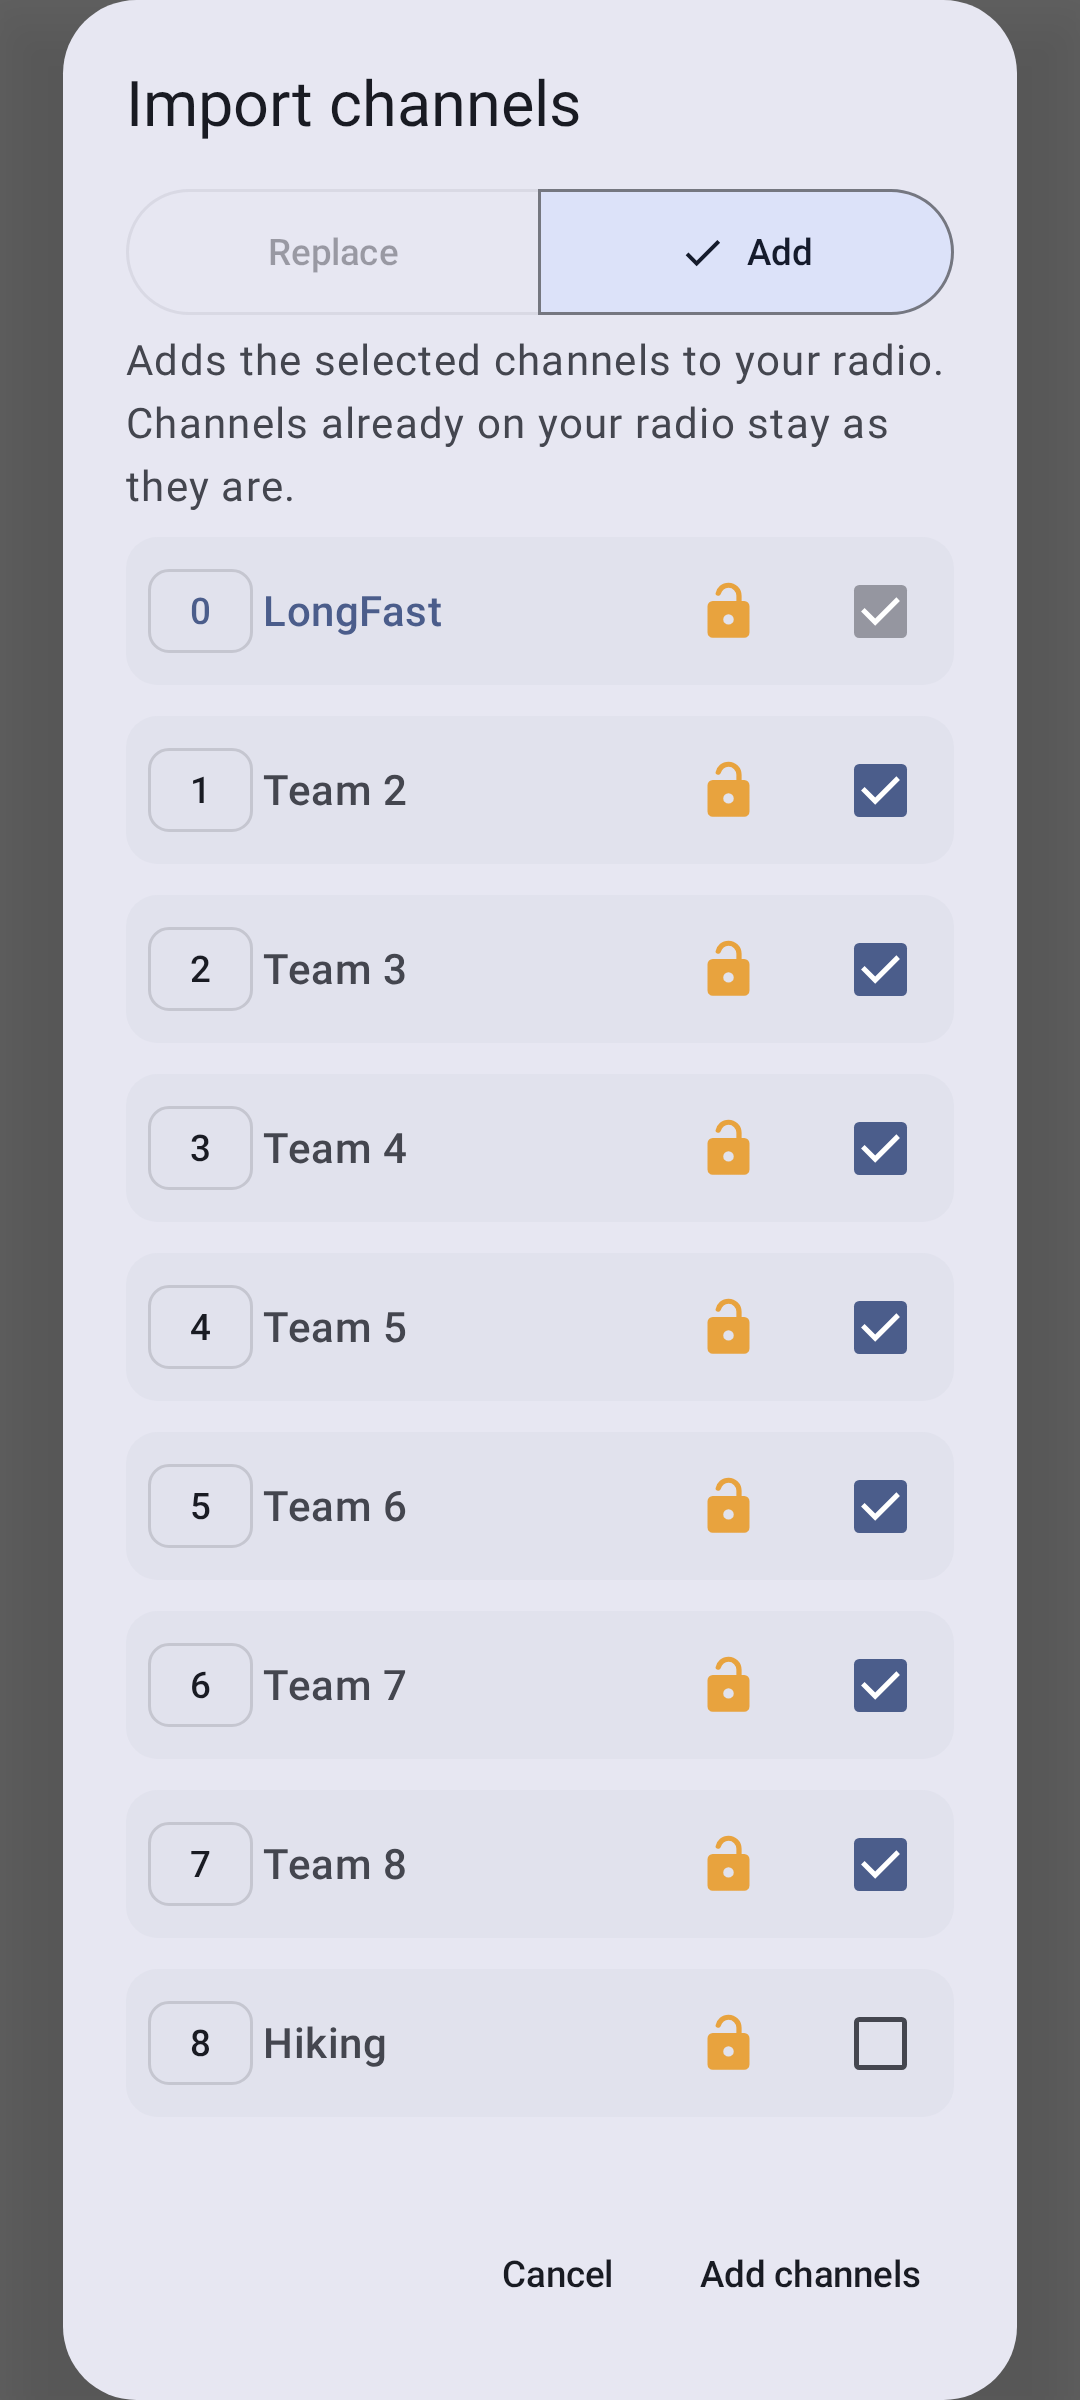 Import channels
Replace
Add
Adds the selected channels to your radio.
Channels already on your radio stay as
they are.
0 LongFast
1 Team 2
2 Team 3
3 Team 4
4 Team 5
5 Team 6
6 Team 7
7 Team 8
8 Hiking
Cancel Add channels